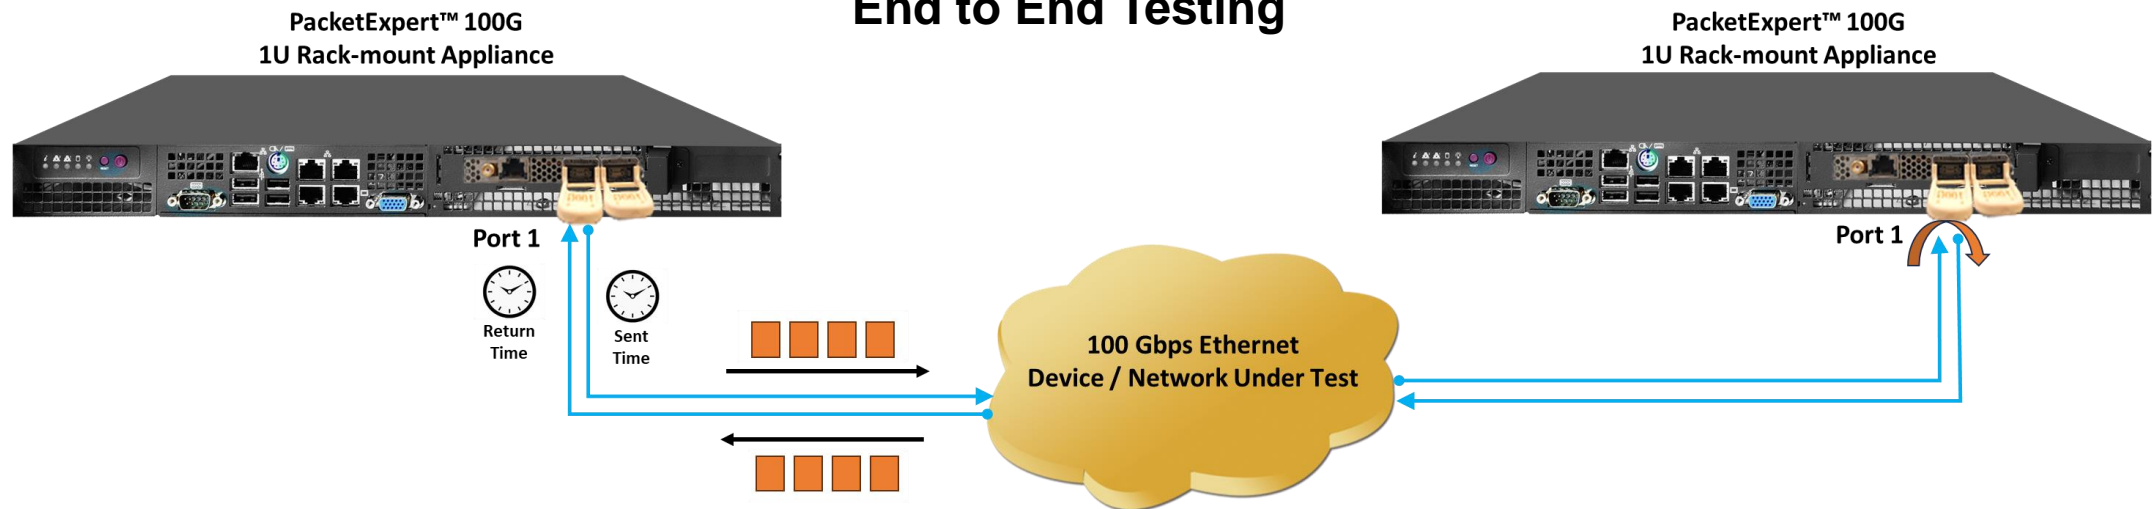 End to End Testing
PacketExpert™ 100G
1U Rack-mount Appliance
PacketExpert™ 100G
1U Rack-mount Appliance
Port 1
Port 1
Return
Time
Sent
Time
100 Gbps Ethernet
Device / Network Under Test